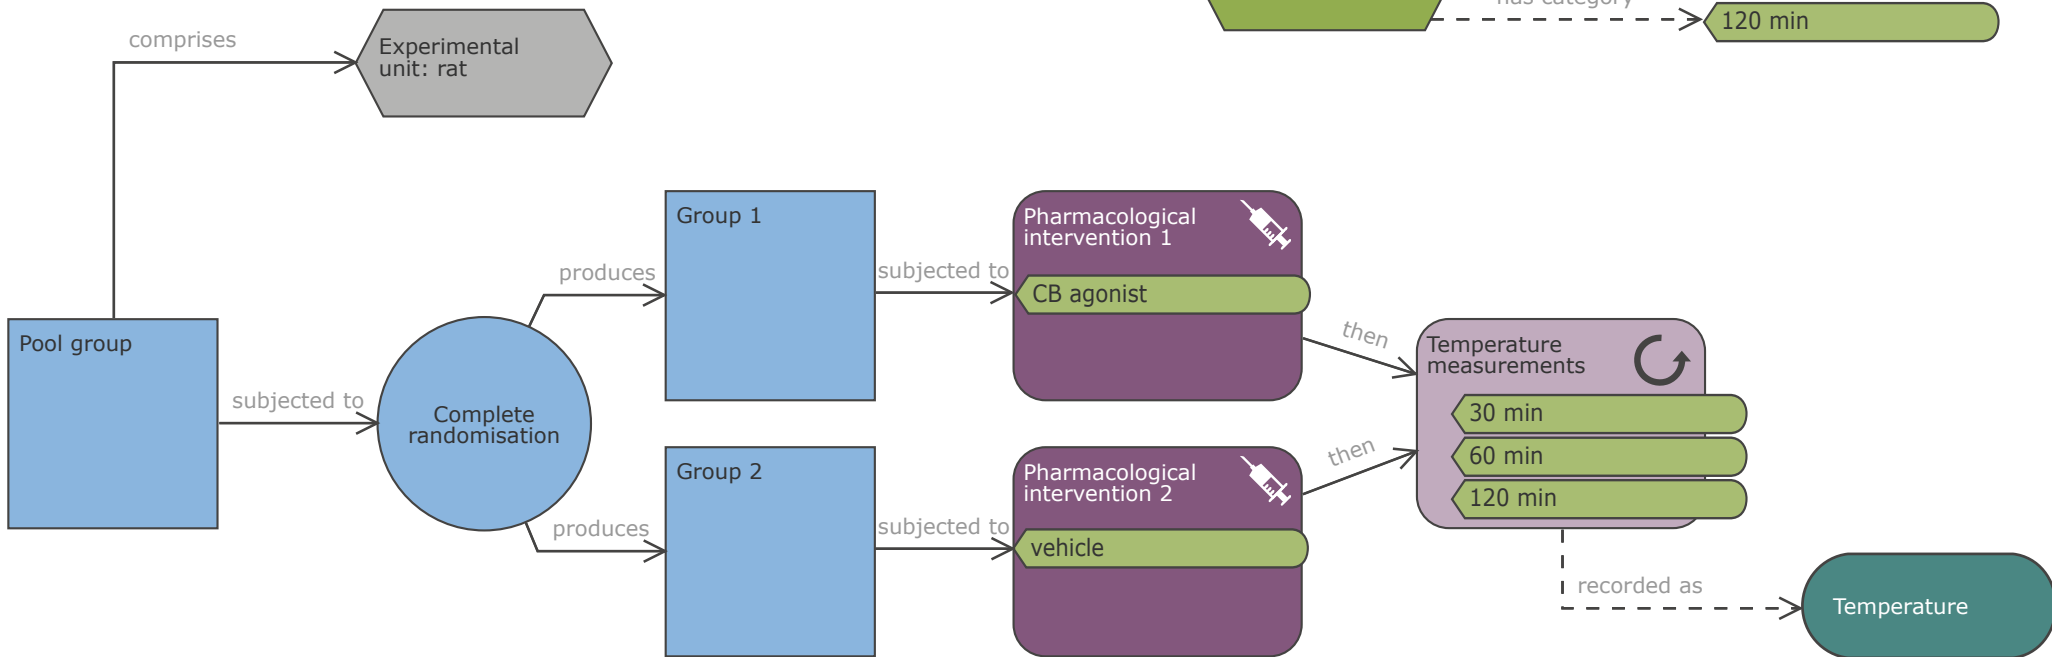 has category
120 min
comprises
Experimental
unit: rat
Group 1
Pharmacological
intervention 1
produces
subjected to
CB agonist
Pool group
then
Temperature
measurements
subjected to
Complete
randomisation
30 min
60 min
120 min
Group 2
then
Pharmacological
intervention 2
produces
subjected to
vehicle
recorded as
Temperature